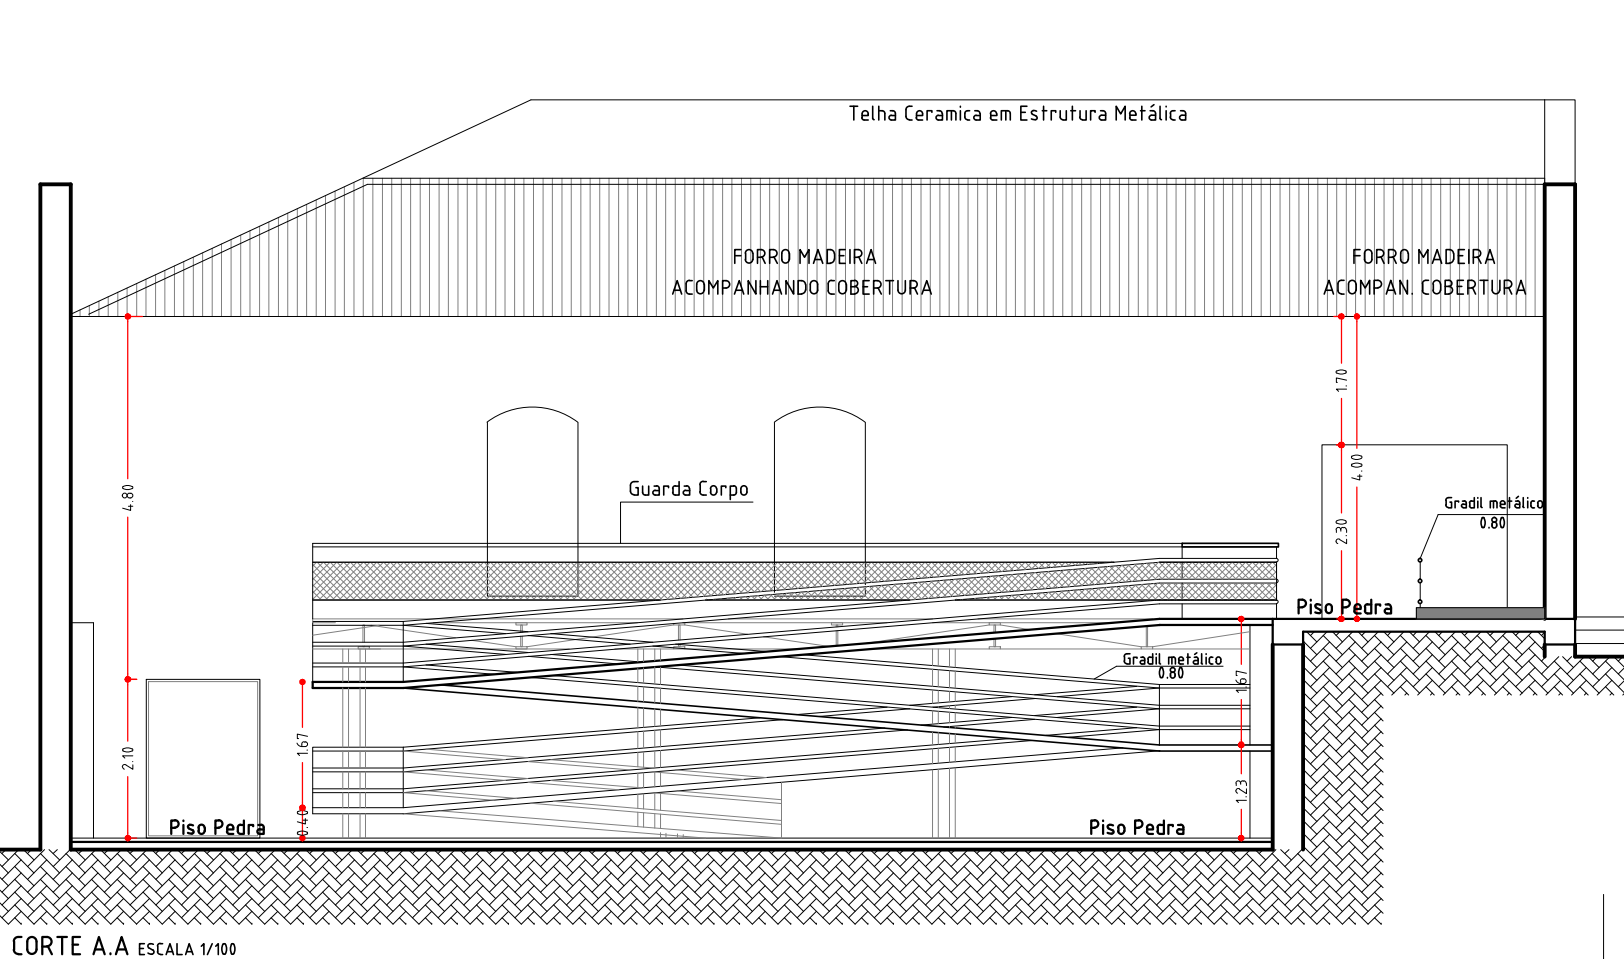 Telha Ceramica em Estrutura Metálica
FORRO MADEIRA
ACOMPANHANDO COBERTURA
FORRO MADEIRA
ACOMPAN. COBERTURA
1.70
4.00
4.80
Guarda Corpo
Gradil metálico
0.80
2.30
Piso Pedra
Gradil metálico
0.80
1.67
1.67
2.10
1.23
0.40
Piso Pedra
Piso Pedra
CORTE A.A ESCALA 1/100